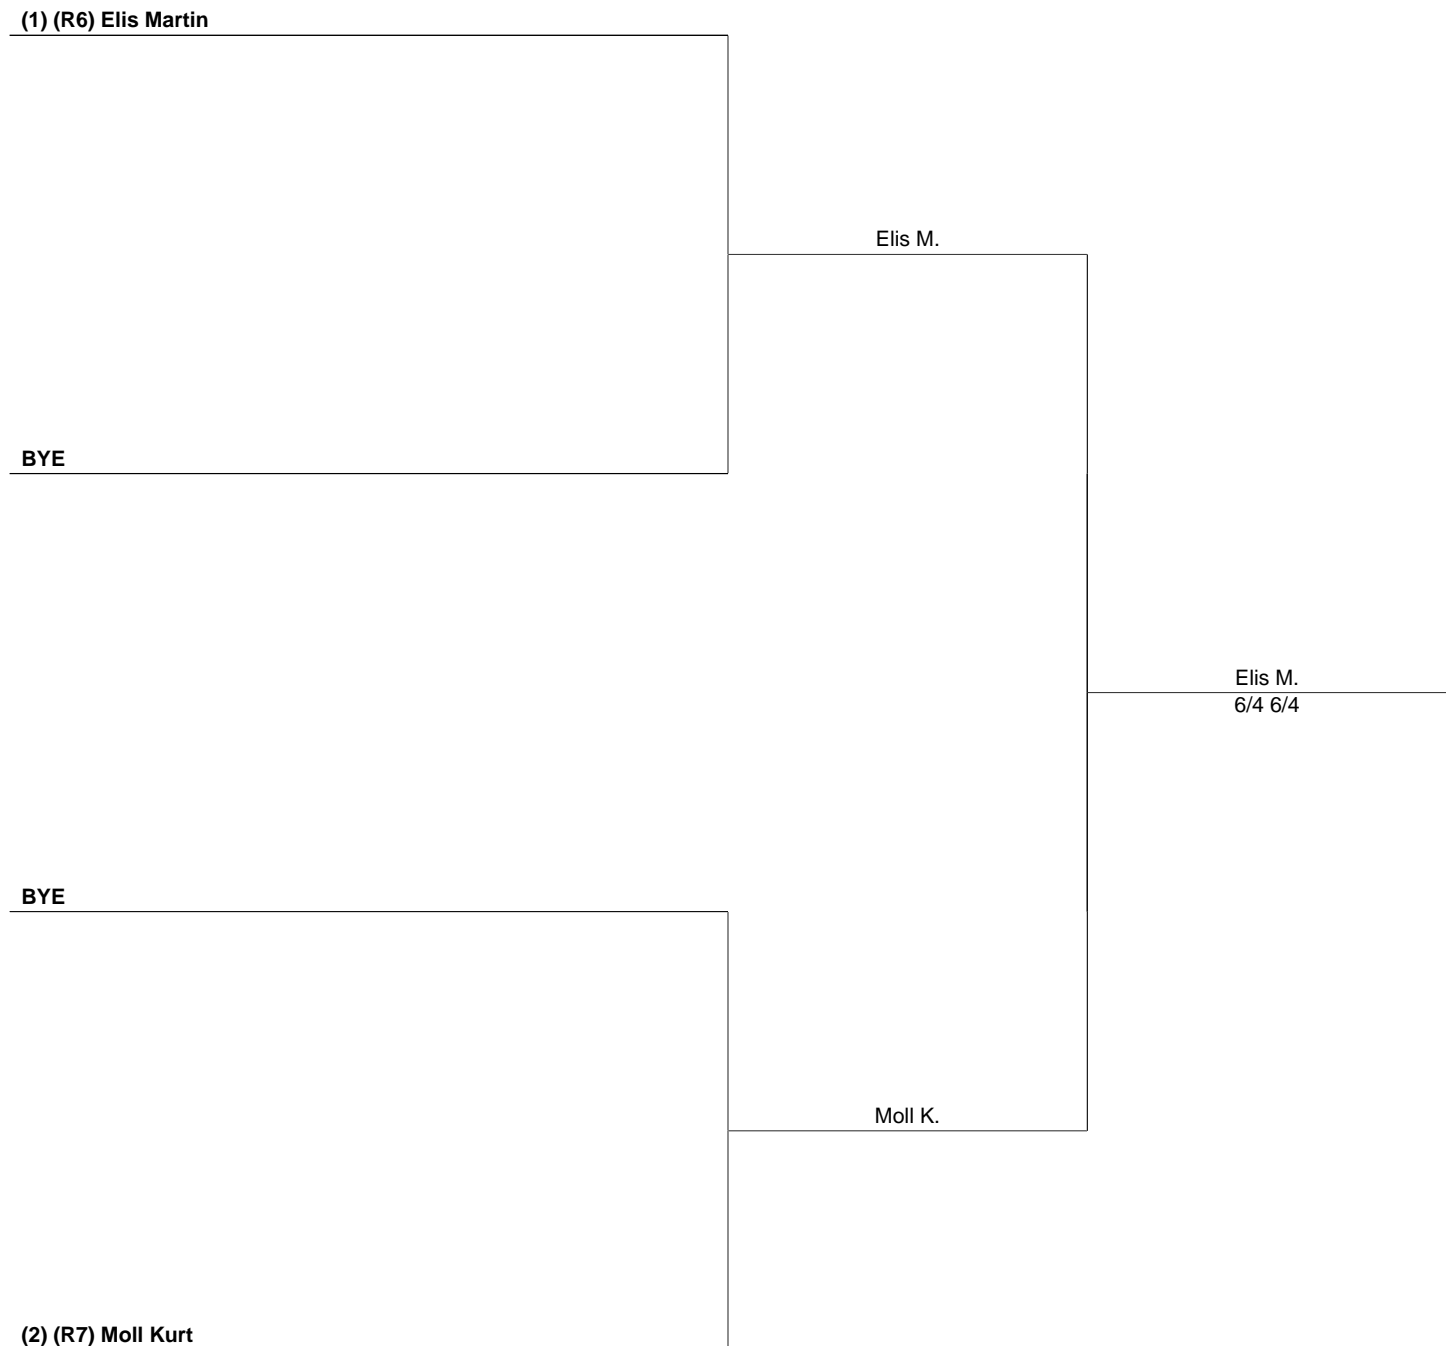 (1) (R6) Elis Martin
Elis M.
BYE
Elis M.
6/4 6/4
BYE
Moll K.
(2) (R7) Moll Kurt